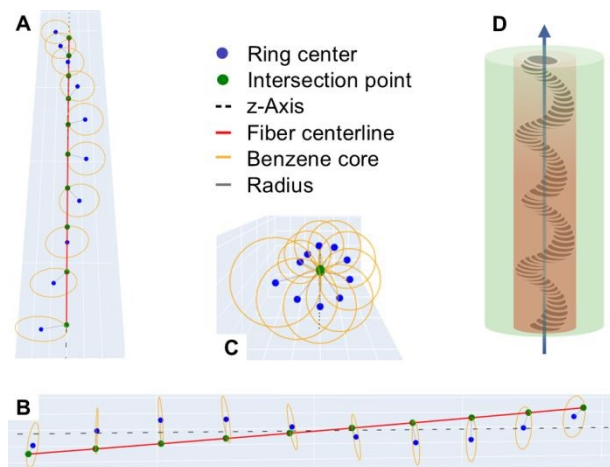 A
D
Ring center
Intersection point
z-Axis
Fiber centerline
Benzene core
Radius
C
B